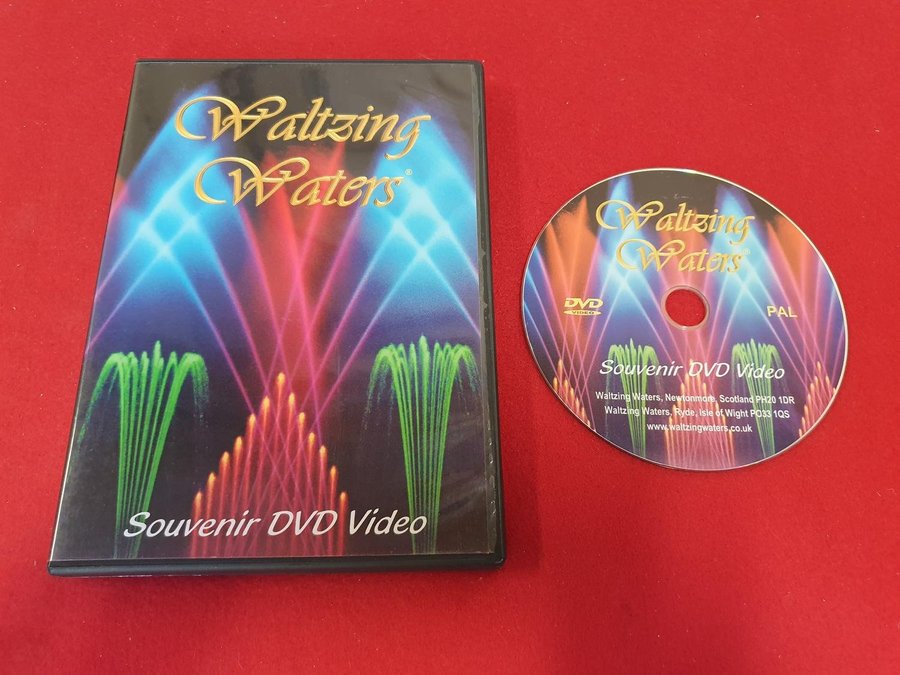 Waltzing
Waters®
Souvenir DVD Video
Waltzing
Waters®
DVD
VIDEO
PAL
Souvenir DVD Video
Waltzing Waters, Newtonmore, Scotland PH20 1DR
Waltzing Waters, Ryde, Isle of Wight PO33 1QS
www.waltzingwaters.co.uk